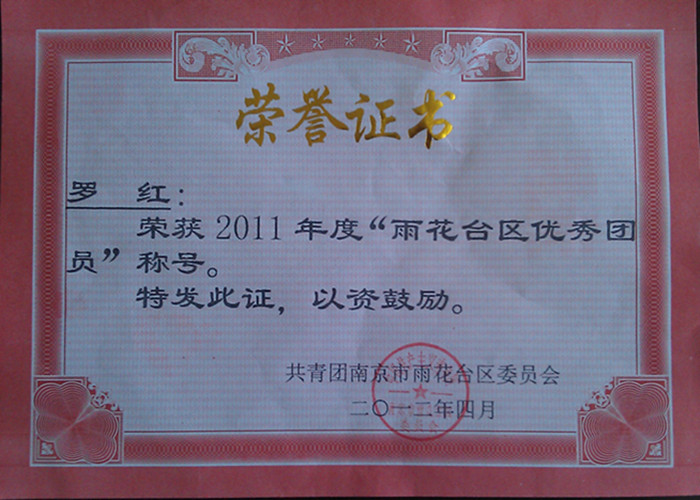 荣誉证书
罗 红：
荣获2011年度“雨花台区优秀团
员”称号。
特发此证，以资鼓励。
共青团南京市雨花台区委员会
二〇一二年四月